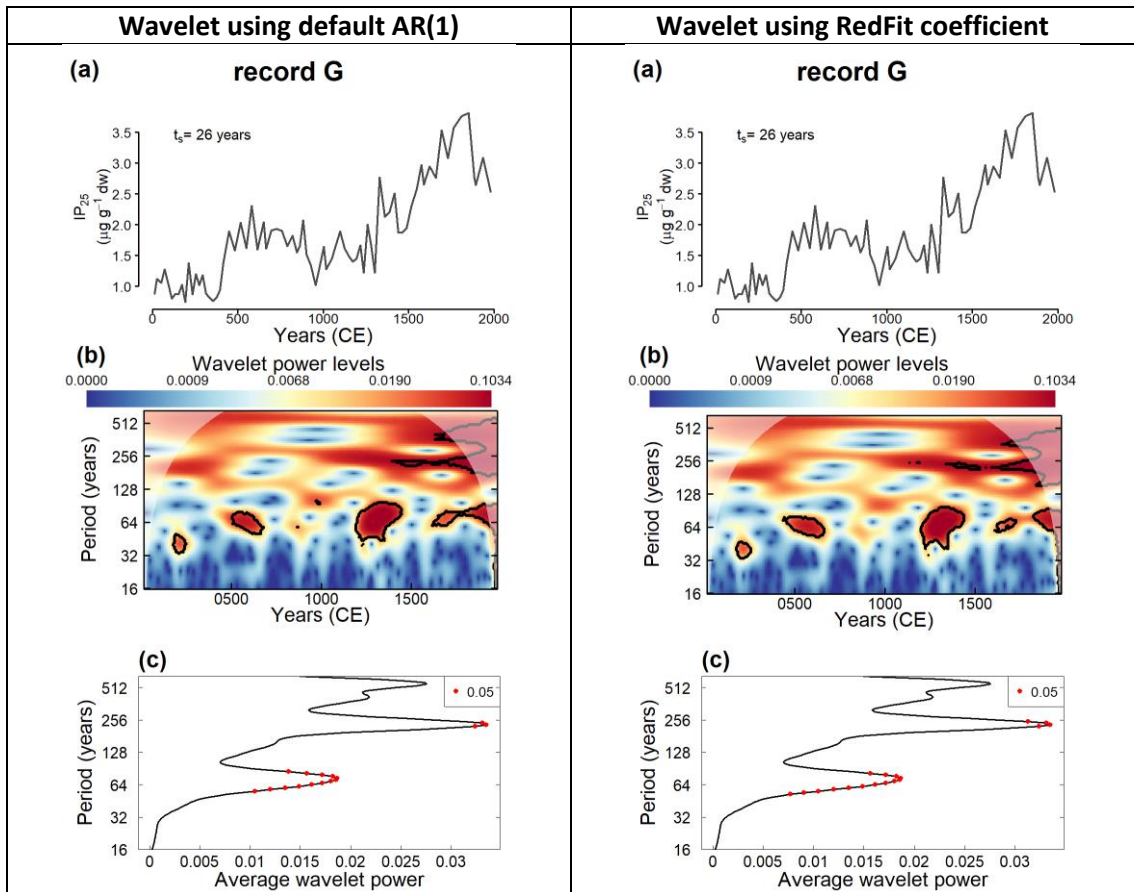 Wavelet using default AR(1)
Wavelet using RedFit coefficient
(a)
record G
t_s= 26 years
3.5
3.0
2.5
2.0
1.5
1.0
IP₂₅
(µg g⁻¹ dw)
0
500
1000
1500
2000
Years (CE)
(b)
Wavelet power levels
0.0000
0.0009
0.0068
0.0190
0.1034
512
256
128
64
32
16
Period (years)
0500
1000
1500
Years (CE)
(c)
0.05
512
256
128
64
32
16
Period (years)
0
0.005
0.01
0.015
0.02
0.025
0.03
Average wavelet power
(a)
record G
t_s= 26 years
3.5
3.0
2.5
2.0
1.5
1.0
IP₂₅
(µg g⁻¹ dw)
0
500
1000
1500
2000
Years (CE)
(b)
Wavelet power levels
0.0000
0.0009
0.0068
0.0190
0.1034
512
256
128
64
32
16
Period (years)
0500
1000
1500
Years (CE)
(c)
0.05
512
256
128
64
32
16
Period (years)
0
0.005
0.01
0.015
0.02
0.025
0.03
Average wavelet power